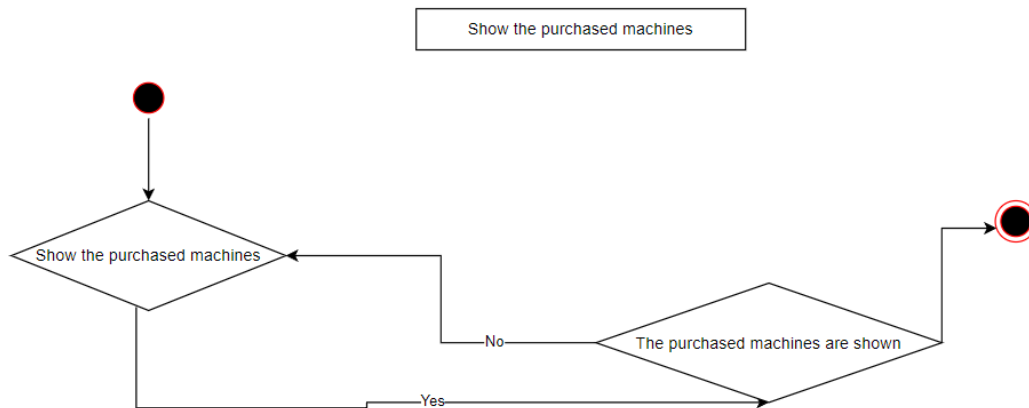 Show the purchased machines
Show the purchased machines
No
The purchased machines are shown
Yes